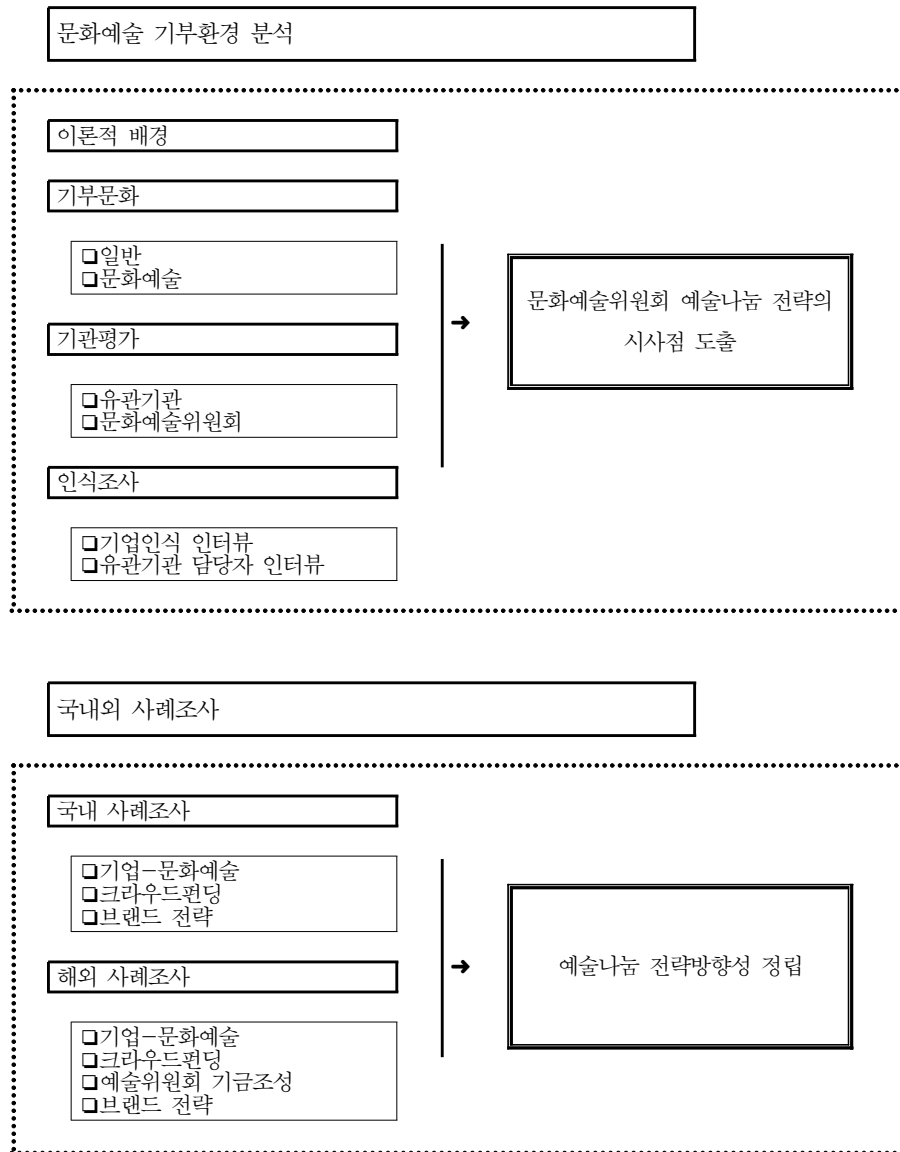 문화예술 기부환경 분석
이론적 배경
기부문화
❏일반
❏문화예술
기관평가
❏유관기관
❏문화예술위원회
인식조사
❏기업인식 인터뷰
❏유관기관 담당자 인터뷰
➜
문화예술위원회 예술나눔 전략의
시사점 도출
국내외 사례조사
국내 사례조사
❏기업-문화예술
❏크라우드펀딩
❏브랜드 전략
해외 사례조사
❏기업-문화예술
❏크라우드펀딩
❏예술위원회 기금조성
❏브랜드 전략
➜
예술나눔 전략방향성 정립